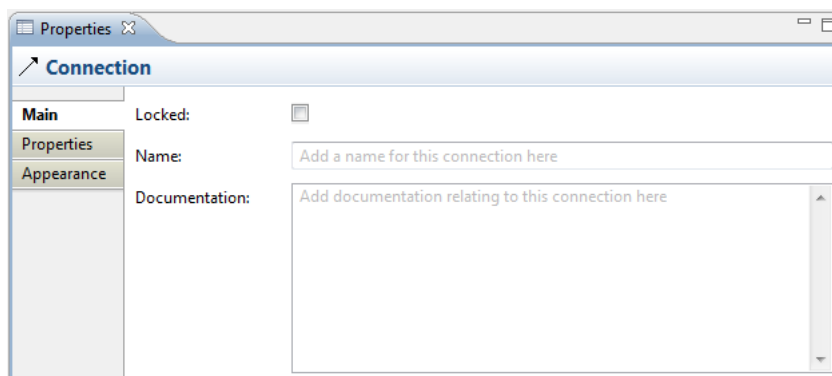 Properties
Connection
Main
Properties
Appearance
Locked:
Name:
Add a name for this connection here
Documentation:
Add documentation relating to this connection here